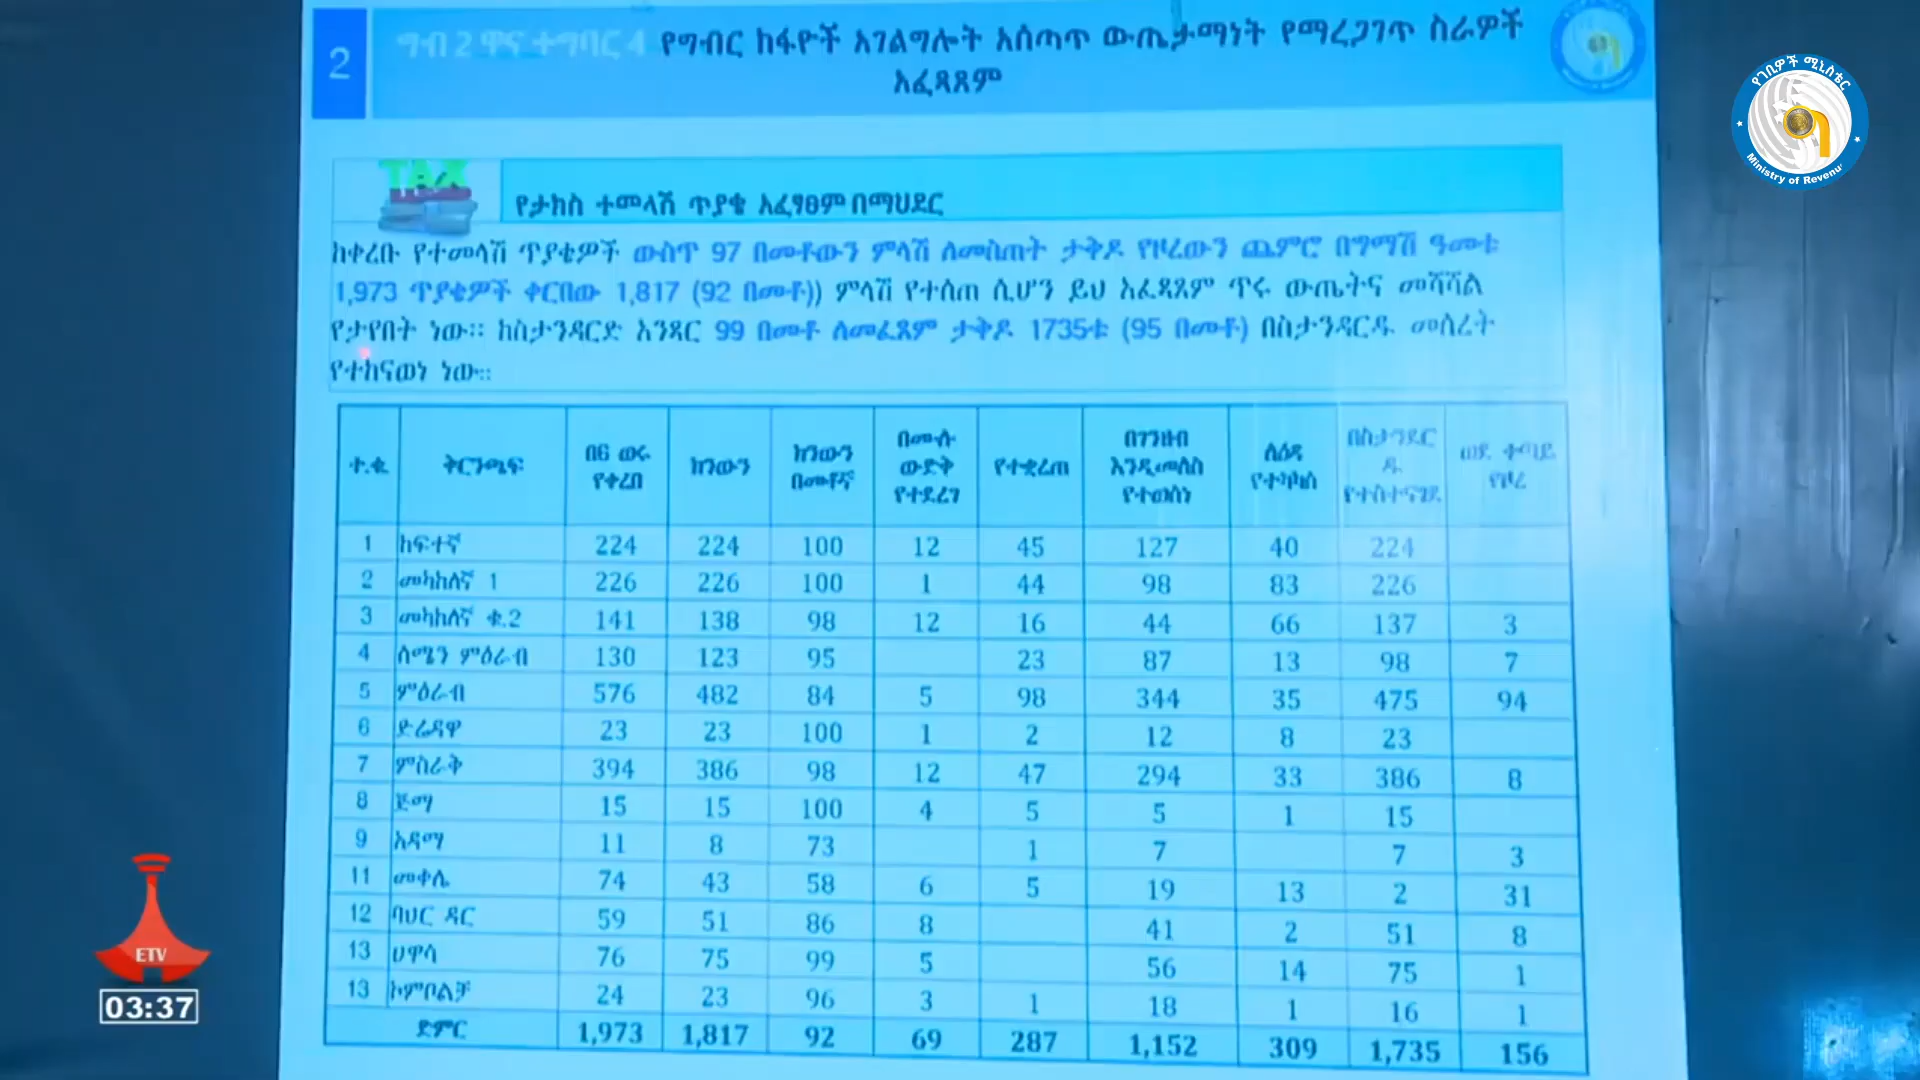 2
ግብ 2 ዋና ተግባር 4 የግብር ከፋዮች አገልግሎት አሰጣጥ ውጤታማነት የማረጋገጥ ስራዎች
አፈጻጸም
የገቢዎች ሚኒስቴር
Ministry of Revenu
TAX
የታክስ ተመላሽ ጥያቄ አፈፃፀም በማህደር
ከቀረቡ የተመላሽ ጥያቄዎች ውስጥ 97 በመቶውን ምላሽ ለመስጠት ታቅዶ የዞረውን ጨምሮ በግማሽ ዓመቱ
1,973 ጥያቄዎች ቀርበው 1,817 (92 በመቶ)) ምላሽ የተሰጠ ሲሆን ይህ አፈጻጸም ጥሩ ውጤትና መሻሻል
የታየበት ነው። ከስታንዳርድ አንጻር 99 በመቶ ለመፈጸም ታቅዶ 1735ቱ (95 በመቶ) በስታንዳርዱ መሰረት
የተከናወነ ነው።
ተ.ቁ. ቅርንጫፍ በ6 ወሩ የቀረበ ክንውን ክንውን በመቶኛ በሙሉ ውድቅ የተደረገ የተቋረጠ በገንዘብ እንዲመለስ የተወሰነ ለዕዳ የተካካሰ በስታንደርዱ የተስተናገደ ወደ ቀጣይ የዞረ
1 ከፍተኛ 224 224 100 12 45 127 40 224
2 መካከለኛ 1 226 226 100 1 44 98 83 226
3 መካከለኛ ቁ.2 141 138 98 12 16 44 66 137 3
4 ሰሜን ምዕራብ 130 123 95 23 87 13 98 7
5 ምዕራብ 576 482 84 5 98 344 35 475 94
6 ድሬዳዋ 23 23 100 1 2 12 8 23
7 ምስራቅ 394 386 98 12 47 294 33 386 8
8 ጅማ 15 15 100 4 5 5 1 15
9 አዳማ 11 8 73 1 7 7 3
11 መቀሌ 74 43 58 6 5 19 13 2 31
12 ባህር ዳር 59 51 86 8 41 2 51 8
13 ሀዋሳ 76 75 99 5 56 14 75 1
13 ኮምቦልቻ 24 23 96 3 1 18 1 16 1
ድምር 1,973 1,817 92 69 287 1,152 309 1,735 156
ETV
03:37